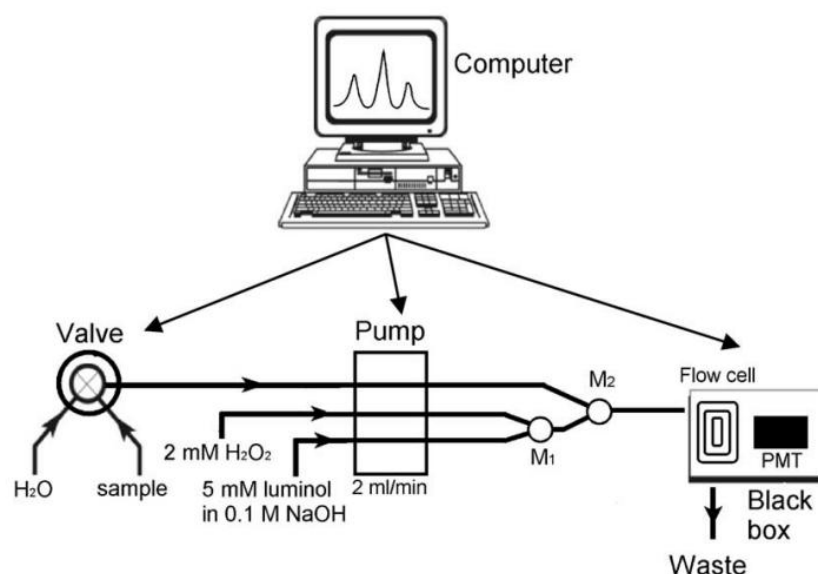 Computer
Valve
Pump
M₂
Flow cell
2 mM H₂O₂
M₁
PMT
H₂O
sample
5 mM luminol
in 0.1 M NaOH
2 ml/min
Black
box
Waste